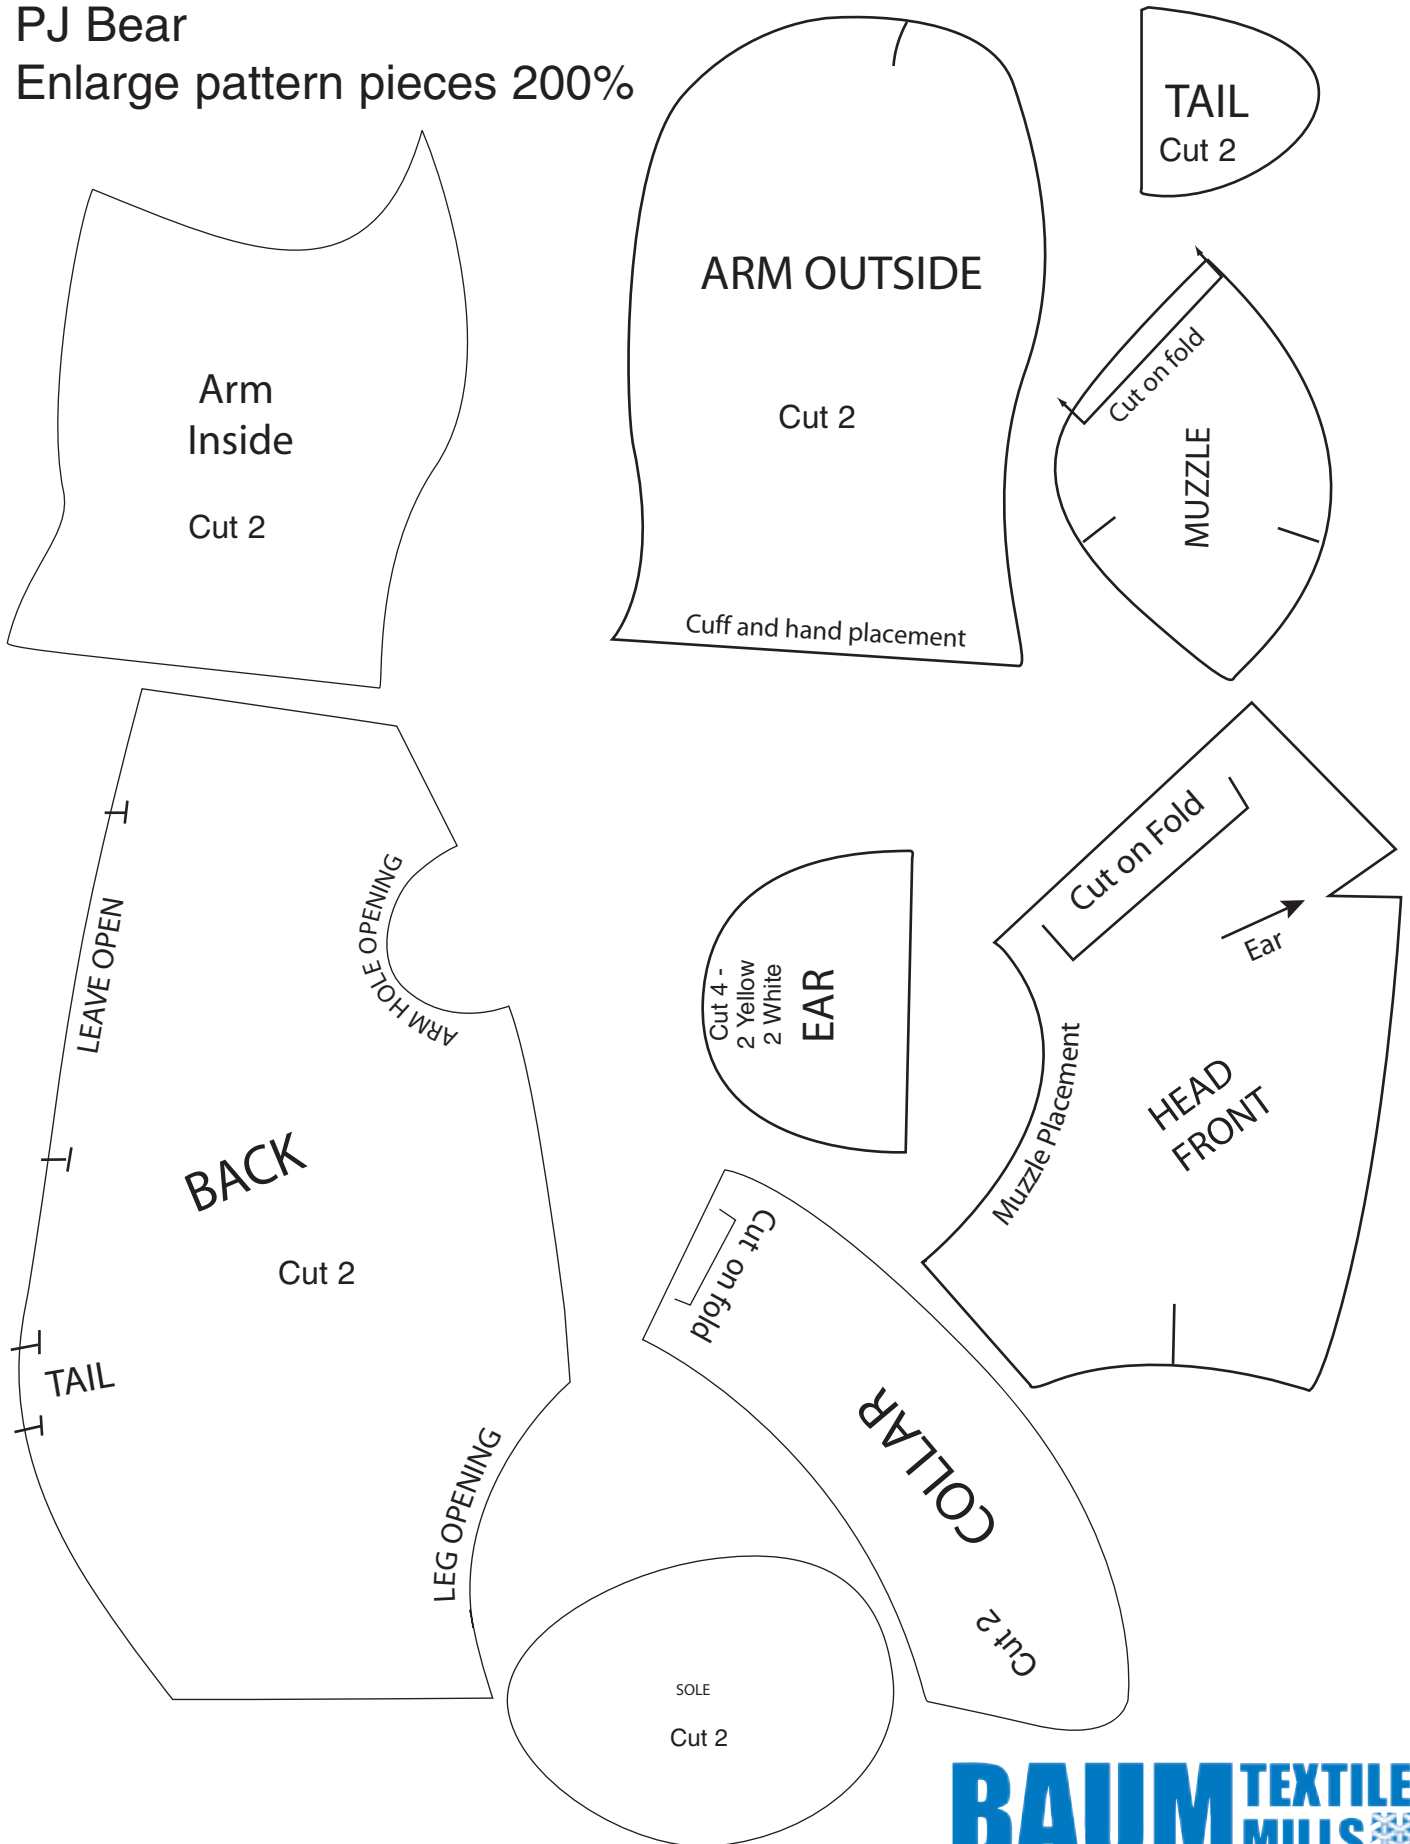 PJ Bear
Enlarge pattern pieces 200%
TAIL
Cut 2
ARM OUTSIDE
Cut 2
Cuff and hand placement
Cut on fold
MUZZLE
Arm
Inside
Cut 2
LEAVE OPEN
ARM HOLE OPENING
BACK
Cut 2
TAIL
LEG OPENING
Cut 4 -
2 Yellow
2 White
EAR
Cut on Fold
Ear
Muzzle Placement
HEAD
FRONT
Cut on fold
COLLAR
Cut 2
SOLE
Cut 2
BAUM TEXTILE
MILLS